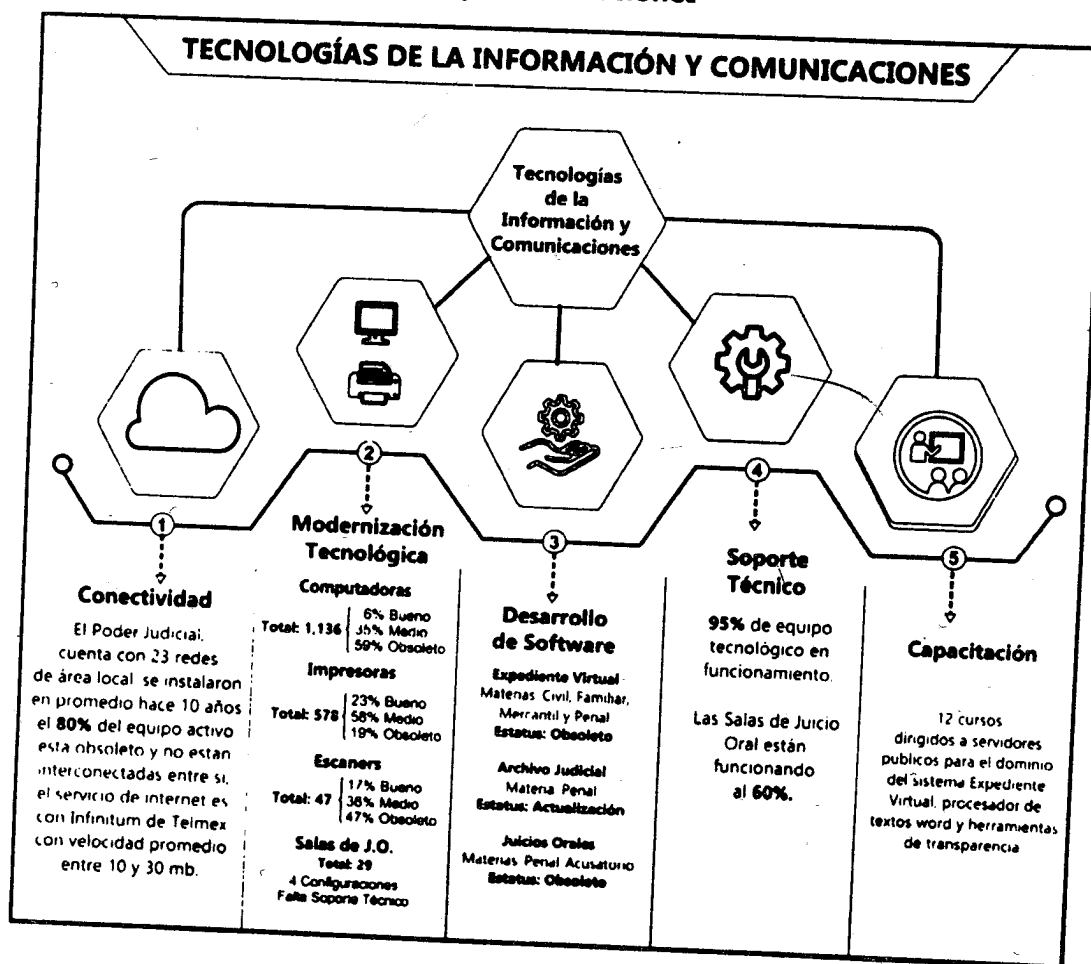 TECNOLOGÍAS DE LA INFORMACIÓN Y COMUNICACIONES
Tecnologías
de la
Información y
Comunicaciones
1
Conectividad
El Poder Judicial,
cuenta con 23 redes
de área local se instalaron
en promedio hace 10 años
el 80% del equipo activo
esta obsoleto y no estan
interconectadas entre si,
el servicio de internet es
con Infinitum de Telmex
con velocidad promedio
entre 10 y 30 mb.
2
Modernización
Tecnológica
Computadoras
Total: 1,136
6% Bueno
35% Medio
59% Obsoleto
Impresoras
Total: 578
23% Bueno
58% Medio
19% Obsoleto
Escaners
Total: 47
17% Bueno
36% Medio
47% Obsoleto
Salas de J.O.
Total: 29
4 Configuraciones
Falta Soporte Técnico
3
Desarrollo
de Software
Expediente Virtual
Materias Civil, Familiar,
Mercantil y Penal
Estatus: Obsoleto
Archivo Judicial
Materia Penal
Estatus: Actualización
Juicios Orales
Materias Penal Acusatorio
Estatus: Obsoleto
4
Soporte
Técnico
95% de equipo
tecnológico en
funcionamiento.
Las Salas de Juicio
Oral están
funcionando
al 60%.
5
Capacitación
12 cursos
dirigidos a servidores
publicos para el dominio
del sistema Expediente
Virtual, procesador de
textos word y herramientas
de transparencia